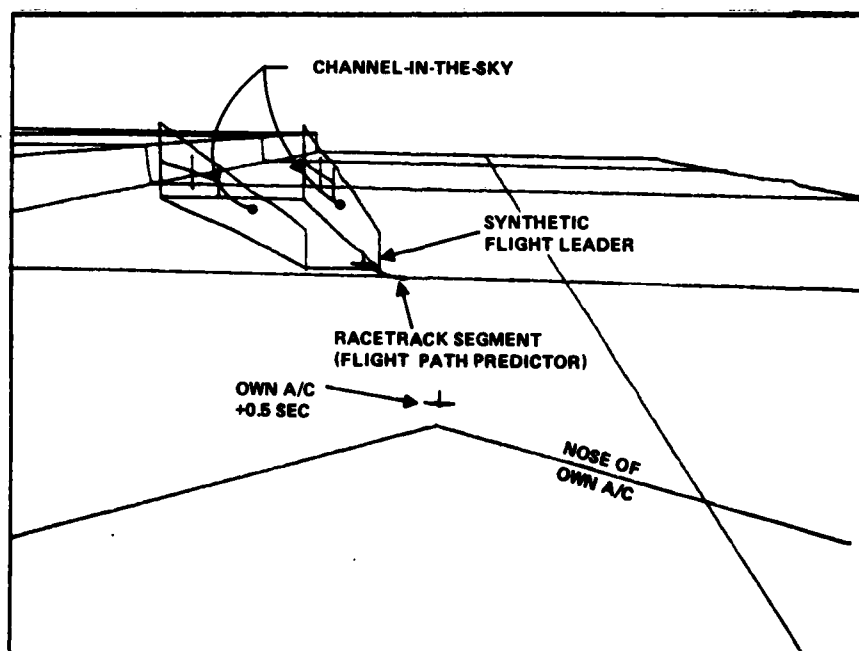 CHANNEL-IN-THE-SKY
SYNTHETIC
FLIGHT LEADER
RACETRACK SEGMENT
(FLIGHT PATH PREDICTOR)
OWN A/C
+0.5 SEC
NOSE OF
OWN A/C